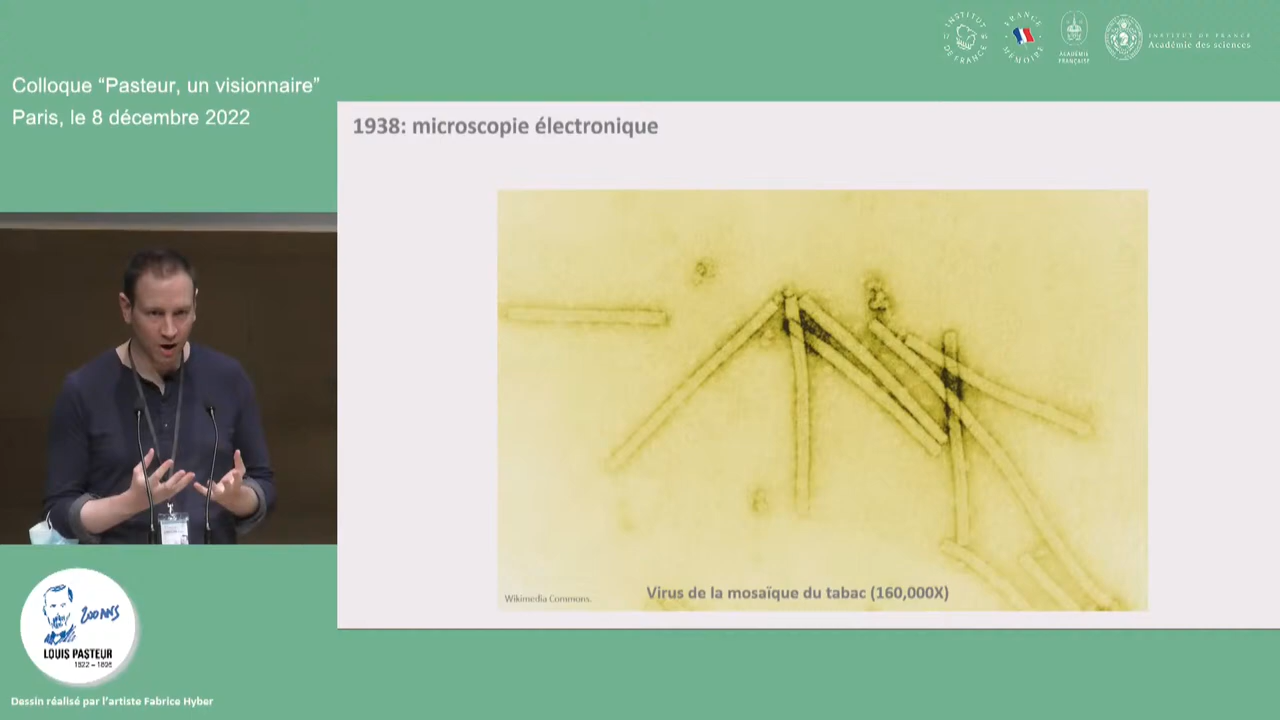 INSTITUT
DE FRANCE
FRANCE
MÉMOIRE
ACADÉMIE
FRANÇAISE
INSTITUT DE FRANCE
Académie des sciences
Colloque “Pasteur, un visionnaire”
Paris, le 8 décembre 2022
1938: microscopie électronique
Wikimedia Commons.
Virus de la mosaïque du tabac (160,000X)
200 ANS
LOUIS PASTEUR
1822 – 1895
Dessin réalisé par l’artiste Fabrice Hyber